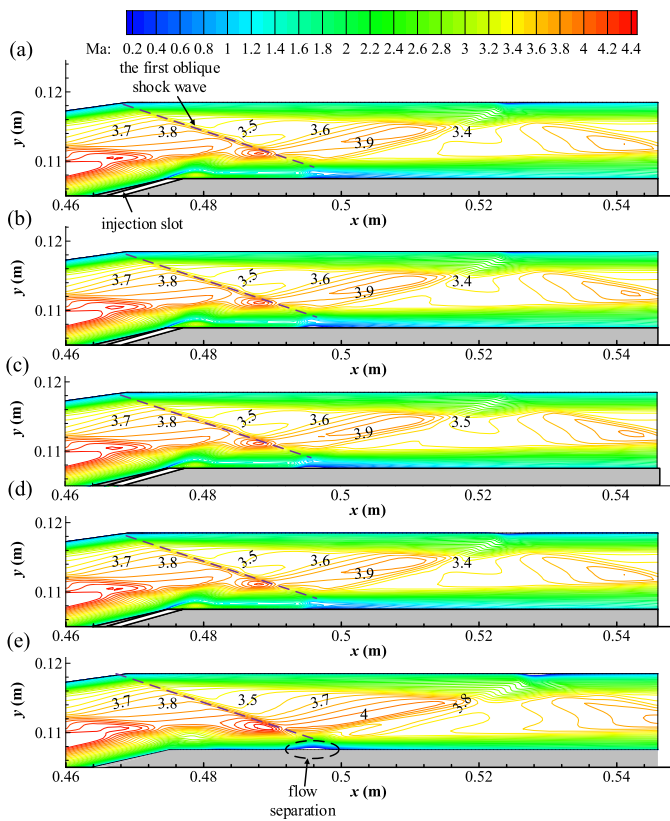 Ma: 0.2 0.4 0.6 0.8 1 1.2 1.4 1.6 1.8 2 2.2 2.4 2.6 2.8 3 3.2 3.4 3.6 3.8 4 4.2 4.4
(a)
the first oblique
shock wave
0.12
y (m)
0.11
3.7 3.8 3.5 3.6 3.9 3.4
0.46 0.48 0.5 0.52 0.54
injection slot
x (m)
(b)
0.12
y (m)
0.11
3.7 3.8 3.5 3.6 3.9 3.4
0.46 0.48 0.5 0.52 0.54
x (m)
(c)
0.12
y (m)
0.11
3.7 3.8 3.5 3.6 3.9 3.5
0.46 0.48 0.5 0.52 0.54
x (m)
(d)
0.12
y (m)
0.11
3.7 3.8 3.5 3.6 3.9 3.4
0.46 0.48 0.5 0.52 0.54
x (m)
(e)
0.12
y (m)
0.11
3.7 3.8 3.5 3.7 4 3.8
0.46 0.48 0.5 0.52 0.54
x (m)
flow
separation